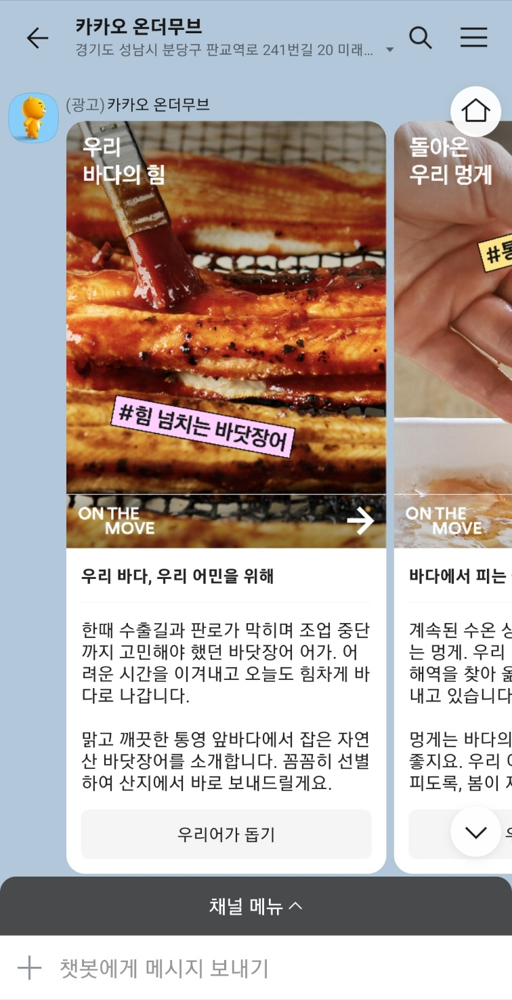 카카오 온더무브
경기도 성남시 분당구 판교역로 241번길 20 미래...
(광고) 카카오 온더무브
우리
바다의 힘
#힘 넘치는 바닷장어
ON THE
MOVE
우리 바다, 우리 어민을 위해
한때 수출길과 판로가 막히며 조업 중단
까지 고민해야 했던 바닷장어 어가. 어
려운 시간을 이겨내고 오늘도 힘차게 바
다로 나갑니다.
맑고 깨끗한 통영 앞바다에서 잡은 자연
산 바닷장어를 소개합니다. 꼼꼼히 선별
하여 산지에서 바로 보내드릴게요.
우리어가 돕기
돌아온
우리 멍게
ON THE
MOVE
바다에서 피는
계속된 수온
는 멍게. 우리
해역을 찾아
내고 있습니다
멍게는 바다의
좋지요. 우리
피도록, 봄이
채널 메뉴
챗봇에게 메시지 보내기